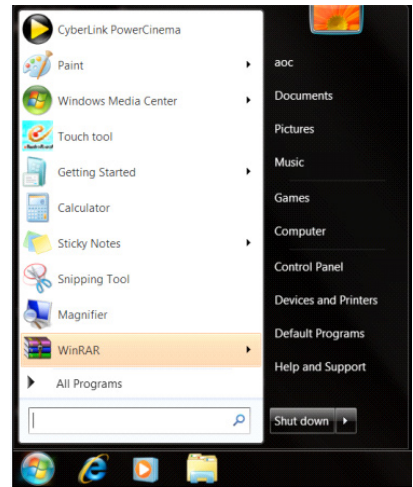 CyberLink PowerCinema
Paint
Windows Media Center
Touch tool
Getting Started
Calculator
Sticky Notes
Snipping Tool
Magnifier
WinRAR
All Programs
aoc
Documents
Pictures
Music
Games
Computer
Control Panel
Devices and Printers
Default Programs
Help and Support
Shut down